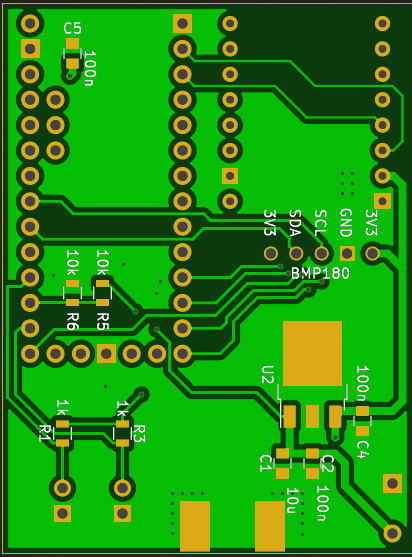 C5
100n
3V3
SDA
SCL
GND
3V3
BMP180
10k
10k
R6
R5
U2
100n
1k
1k
R1
R3
C4
C1
C2
10u
100n